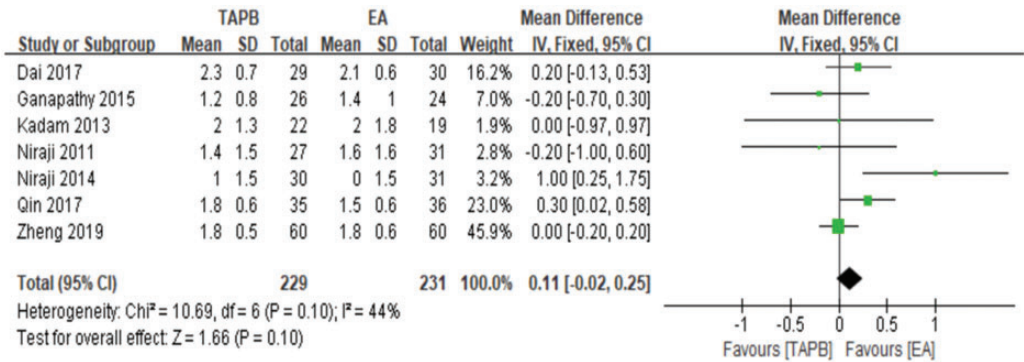 TAPB EA Mean Difference Mean Difference
Study or Subgroup Mean SD Total Mean SD Total Weight IV, Fixed, 95% CI IV, Fixed, 95% CI
Dai 2017 2.3 0.7 29 2.1 0.6 30 16.2% 0.20 [-0.13, 0.53]
Ganapathy 2015 1.2 0.8 26 1.4 1 24 7.0% -0.20 [-0.70, 0.30]
Kadam 2013 2 1.3 22 2 1.8 19 1.9% 0.00 [-0.97, 0.97]
Niraji 2011 1.4 1.5 27 1.6 1.6 31 2.8% -0.20 [-1.00, 0.60]
Niraji 2014 1 1.5 30 0 1.5 31 3.2% 1.00 [0.25, 1.75]
Qin 2017 1.8 0.6 35 1.5 0.6 36 23.0% 0.30 [0.02, 0.58]
Zheng 2019 1.8 0.5 60 1.8 0.6 60 45.9% 0.00 [-0.20, 0.20]
Total (95% CI) 229 231 100.0% 0.11 [-0.02, 0.25]
Heterogeneity: Chi² = 10.69, df = 6 (P = 0.10); I² = 44%
Test for overall effect: Z = 1.66 (P = 0.10)
-1 -0.5 0 0.5 1
Favours [TAPB] Favours [EA]